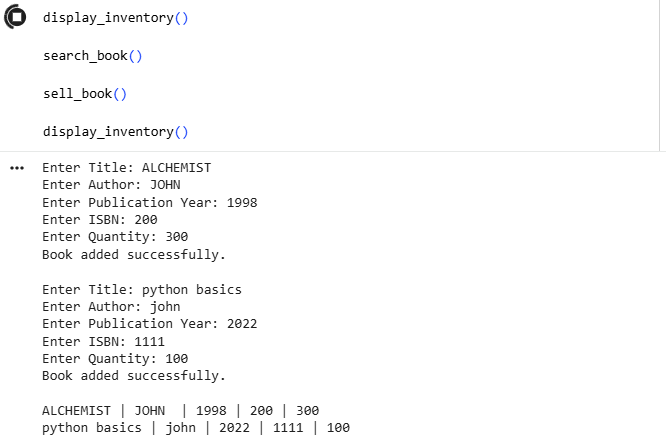 display_inventory()
search_book()
sell_book()
display_inventory()
Enter Title: ALCHEMIST
Enter Author: JOHN
Enter Publication Year: 1998
Enter ISBN: 200
Enter Quantity: 300
Book added successfully.
Enter Title: python basics
Enter Author: john
Enter Publication Year: 2022
Enter ISBN: 1111
Enter Quantity: 100
Book added successfully.
ALCHEMIST | JOHN  | 1998 | 200 | 300
python basics | john | 2022 | 1111 | 100